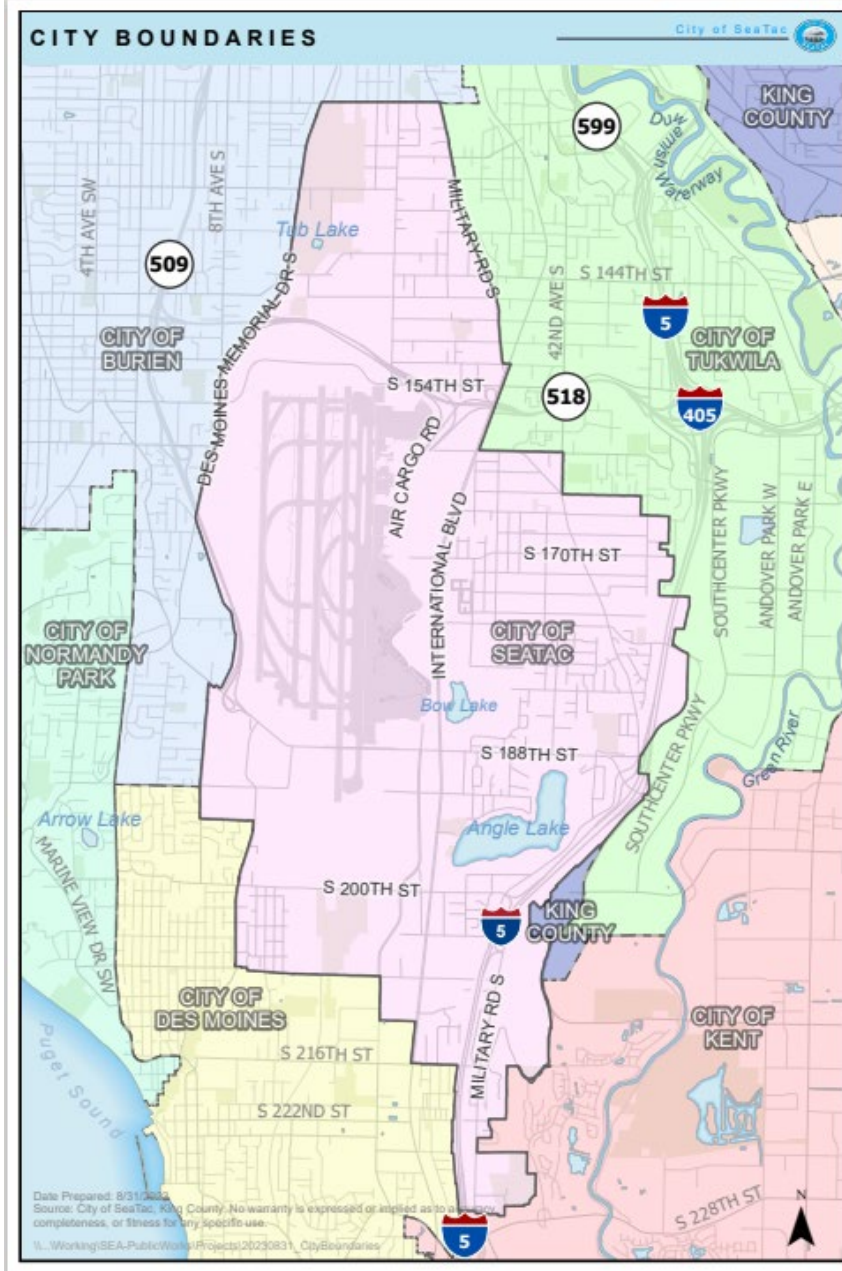 CITY BOUNDARIES
City of SeaTac
KING
COUNTY
599
Duwamish
Waterway
4TH AVE SW
8TH AVE S
MILITARY RD S
Tub Lake
509
S 144TH ST
42ND AVE S
5
CITY OF
BURIEN
CITY OF
TUKWILA
DES MOINES MEMORIAL DR S
S 154TH ST
518
405
AIR CARGO RD
INTERNATIONAL BLVD
SOUTHCENTER PKWY
ANDOVER PARK W
ANDOVER PARK E
S 170TH ST
CITY OF
NORMANDY
PARK
CITY OF
SEATAC
Bow Lake
S 188TH ST
SOUTHCENTER PKWY
Green River
Arrow Lake
Angle Lake
MARINE VIEW DR SW
S 200TH ST
5
KING
COUNTY
CITY OF
DES MOINES
MILITARY RD S
CITY OF
KENT
Puget Sound
S 216TH ST
S 222ND ST
S 228TH ST
N
5
Date Prepared: 8/31/2023
Source: City of SeaTac, King County. No warranty is expressed or implied as to accuracy,
completeness, or fitness for any specific use.
\\...\Working\SEA-PublicWorks\Projects\20230831_CityBoundaries